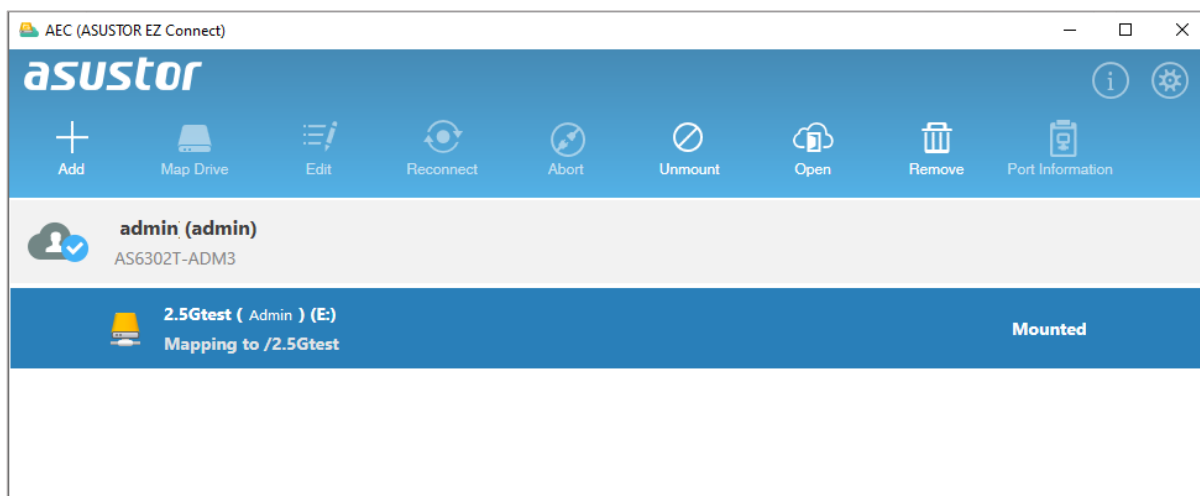 AEC (ASUSTOR EZ Connect)
asustor
Add Map Drive Edit Reconnect Abort Unmount Open Remove Port Information
admin (admin)
AS6302T-ADM3
2.5Gtest ( Admin ) (E:)
Mapping to /2.5Gtest
Mounted